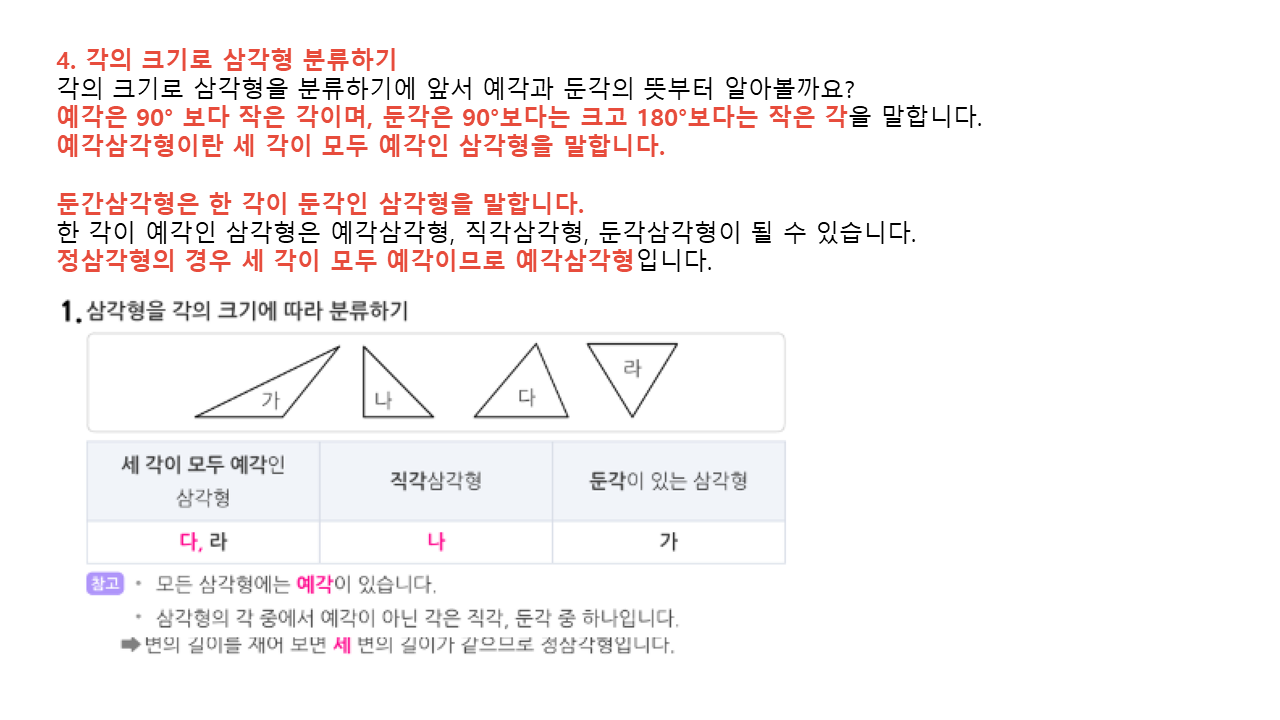 4. 각의 크기로 삼각형 분류하기
각의 크기로 삼각형을 분류하기에 앞서 예각과 둔각의 뜻부터 알아볼까요?
예각은 90° 보다 작은 각이며, 둔각은 90°보다는 크고 180°보다는 작은 각을 말합니다.
예각삼각형이란 세 각이 모두 예각인 삼각형을 말합니다.
둔간삼각형은 한 각이 둔각인 삼각형을 말합니다.
한 각이 예각인 삼각형은 예각삼각형, 직각삼각형, 둔각삼각형이 될 수 있습니다.
정삼각형의 경우 세 각이 모두 예각이므로 예각삼각형입니다.
1. 삼각형을 각의 크기에 따라 분류하기
가 나 다 라
세 각이 모두 예각인
삼각형
직각삼각형
둔각이 있는 삼각형
다, 라
나
가
참고 • 모든 삼각형에는 예각이 있습니다.
• 삼각형의 각 중에서 예각이 아닌 각은 직각, 둔각 중 하나입니다.
➡ 변의 길이를 재어 보면 세 변의 길이가 같으므로 정삼각형입니다.